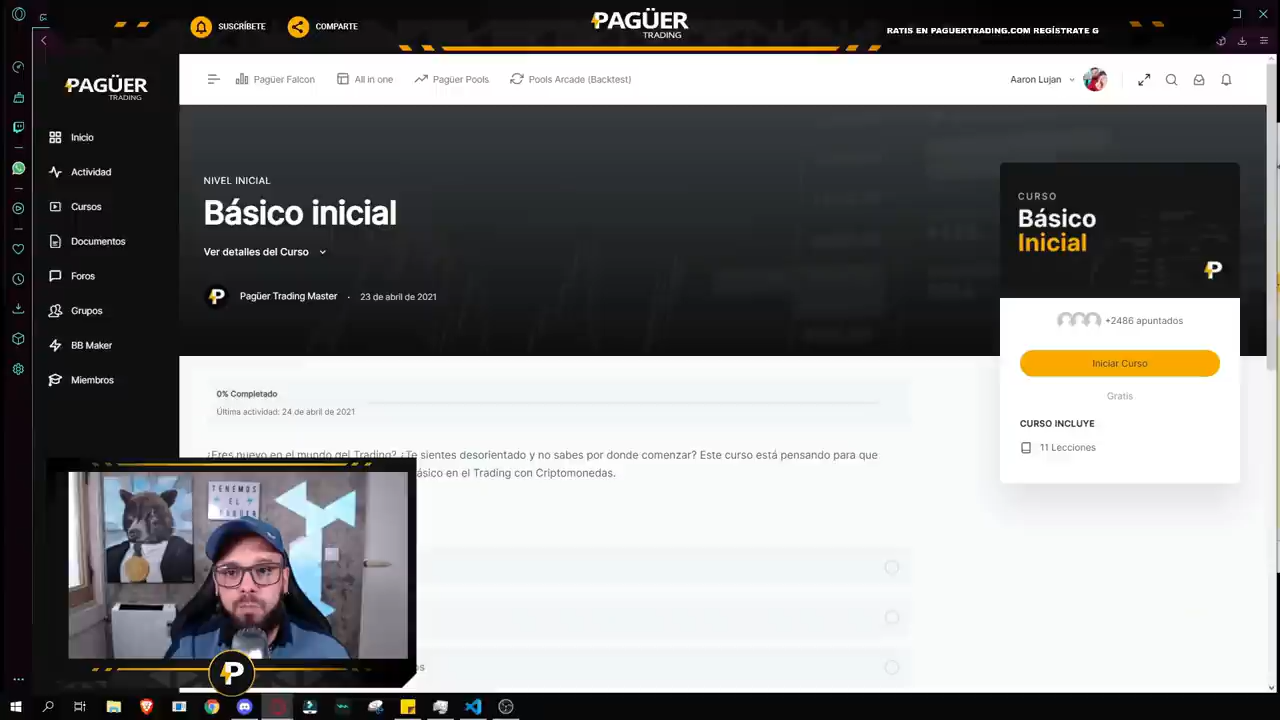 SUSCRÍBETE
COMPARTE
PAGÜER
TRADING
RATIS EN PAGUERTRADING.COM REGÍSTRATE G
PAGÜER
TRADING
Pagüer Falcon
All in one
Pagüer Pools
Pools Arcade (Backtest)
Aaron Lujan
Inicio
Actividad
Cursos
Documentos
Foros
Grupos
BB Maker
Miembros
NIVEL INICIAL
Básico inicial
Ver detalles del Curso
Pagüer Trading Master · 23 de abril de 2021
CURSO
Básico
Inicial
+2486 apuntados
Iniciar Curso
Gratis
CURSO INCLUYE
11 Lecciones
0% Completado
Última actividad: 24 de abril de 2021
¿Eres nuevo en el mundo del Trading? ¿Te sientes desorientado y no sabes por donde comenzar? Este curso está pensando para que
ásico en el Trading con Criptomonedas.
TENEMOS
EL
PAGÜER
os